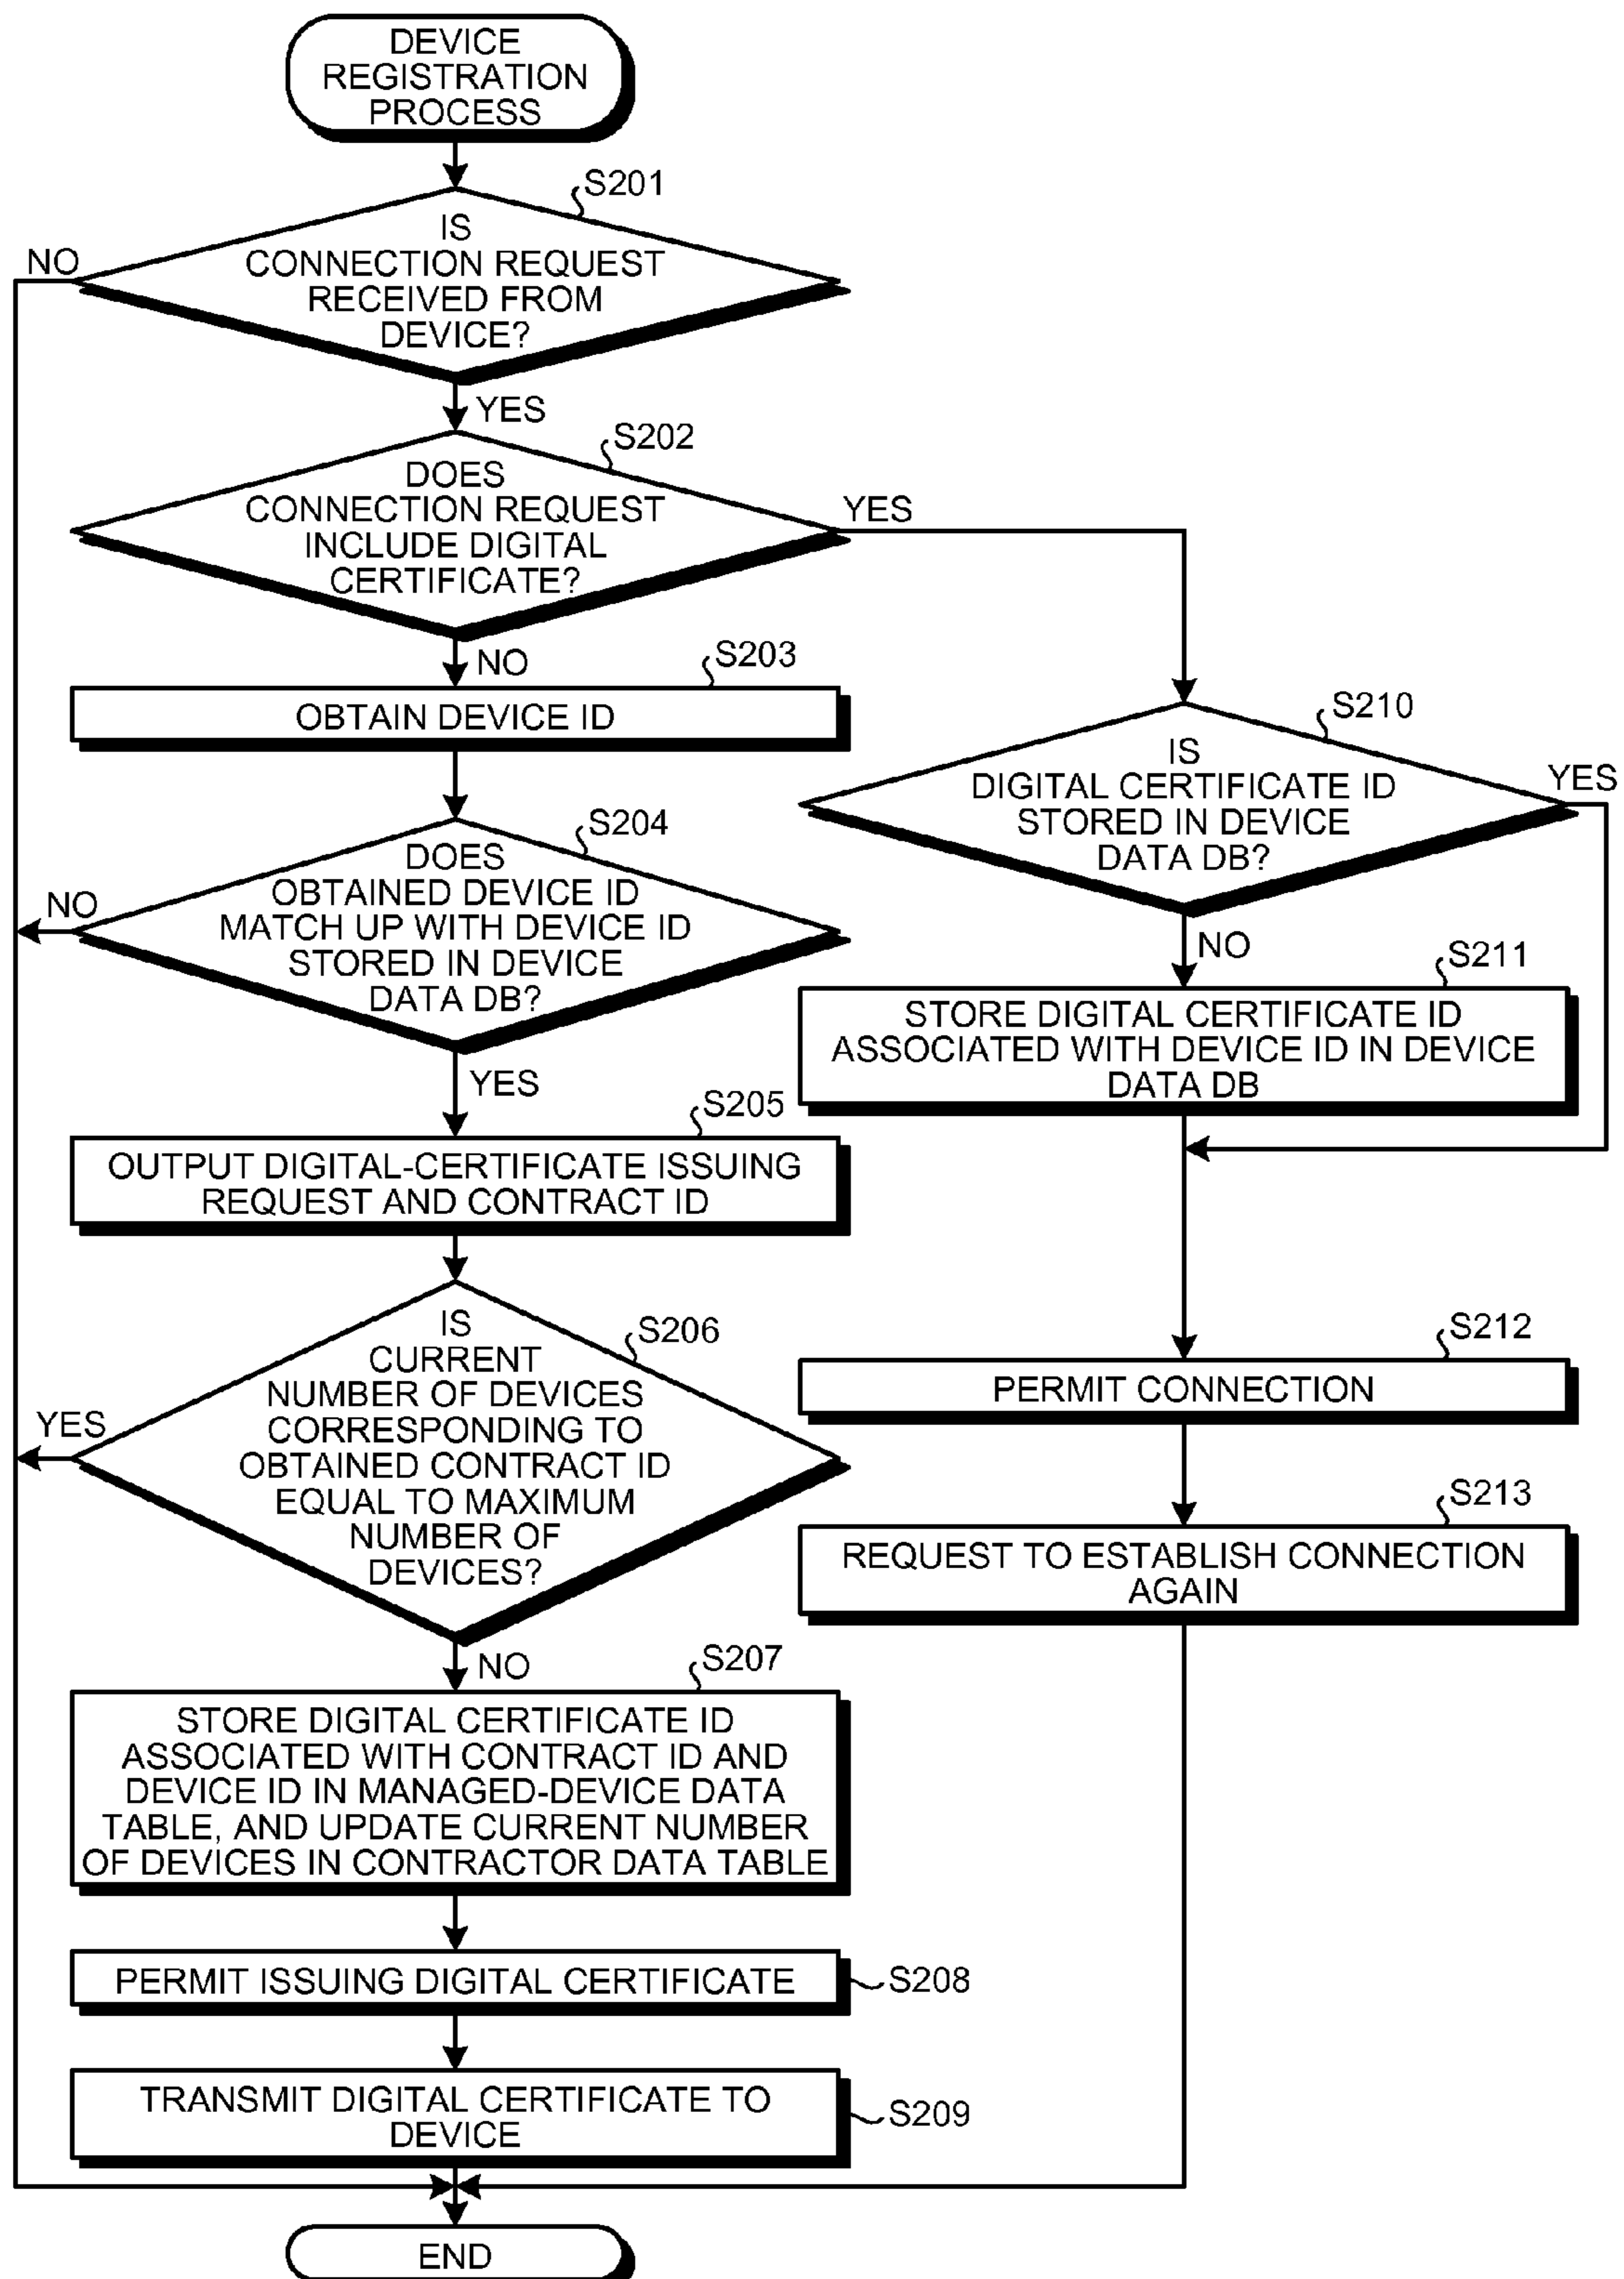 DEVICE
REGISTRATION
PROCESS
S201
IS
CONNECTION REQUEST
RECEIVED FROM
DEVICE?
NO
YES
S202
DOES
CONNECTION REQUEST
INCLUDE DIGITAL
CERTIFICATE?
YES
NO
S203
OBTAIN DEVICE ID
S204
DOES
OBTAINED DEVICE ID
MATCH UP WITH DEVICE ID
STORED IN DEVICE
DATA DB?
NO
YES
S205
OUTPUT DIGITAL-CERTIFICATE ISSUING
REQUEST AND CONTRACT ID
S206
IS
CURRENT
NUMBER OF DEVICES
CORRESPONDING TO
OBTAINED CONTRACT ID
EQUAL TO MAXIMUM
NUMBER OF
DEVICES?
YES
NO
S207
STORE DIGITAL CERTIFICATE ID
ASSOCIATED WITH CONTRACT ID AND
DEVICE ID IN MANAGED-DEVICE DATA
TABLE, AND UPDATE CURRENT NUMBER
OF DEVICES IN CONTRACTOR DATA TABLE
PERMIT ISSUING DIGITAL CERTIFICATE
S208
TRANSMIT DIGITAL CERTIFICATE TO
DEVICE
S209
S210
IS
DIGITAL CERTIFICATE ID
STORED IN DEVICE
DATA DB?
YES
NO
S211
STORE DIGITAL CERTIFICATE ID
ASSOCIATED WITH DEVICE ID IN DEVICE
DATA DB
S212
PERMIT CONNECTION
S213
REQUEST TO ESTABLISH CONNECTION
AGAIN
END